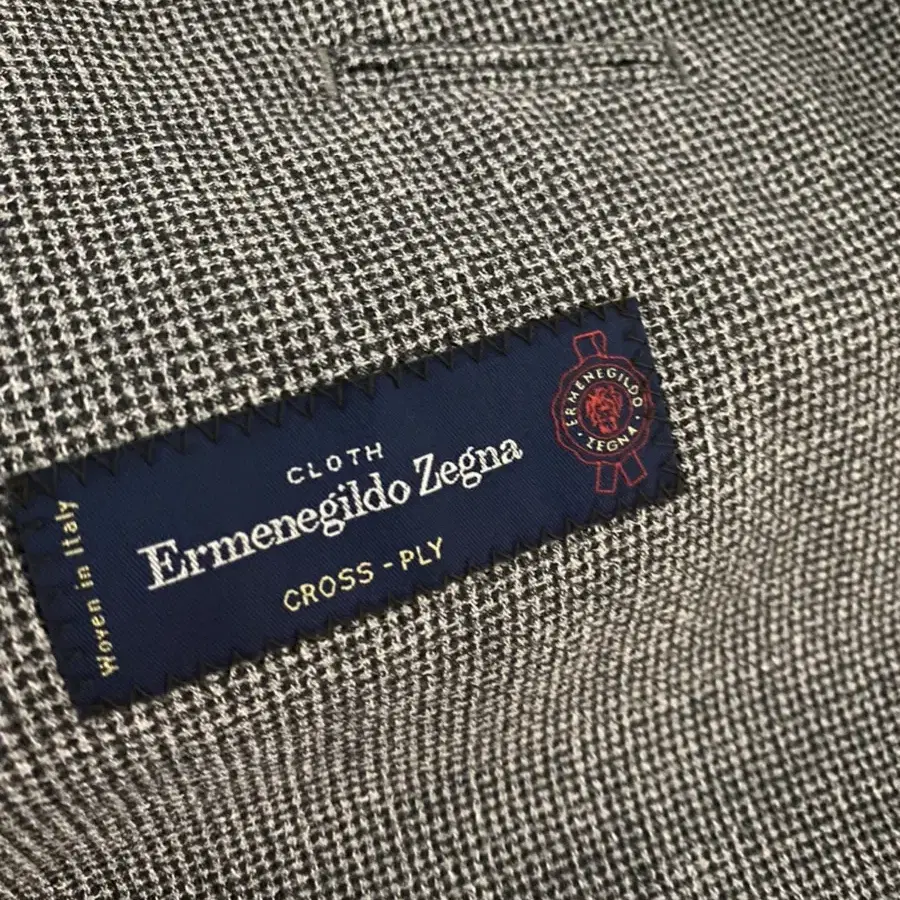 CLOTH
Ermenegildo Zegna
CROSS-PLY
Woven in Italy
ERMENEGILDO
· ZEGNA ·